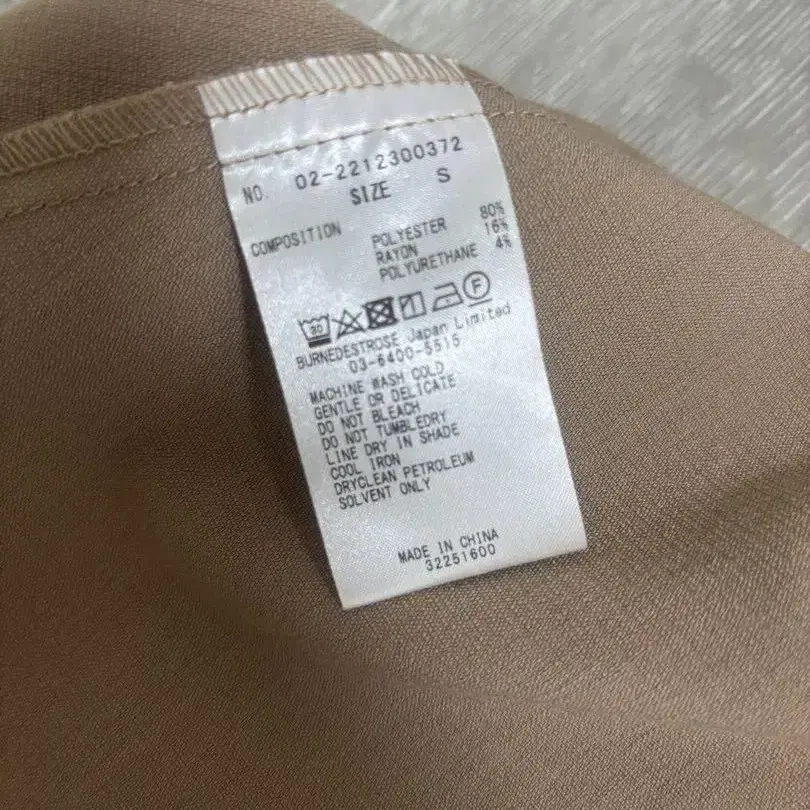 NO. 02-2212300372
SIZE S
COMPOSITION POLYESTER 80%
RAYON 16%
POLYURETHANE 4%
30 F
BURNEDESTROSE Japan Limited
03-6400-5515
MACHINE WASH COLD
GENTLE OR DELICATE
DO NOT BLEACH
DO NOT TUMBLEDRY
LINE DRY IN SHADE
COOL IRON
DRYCLEAN PETROLEUM
SOLVENT ONLY
MADE IN CHINA
32251600